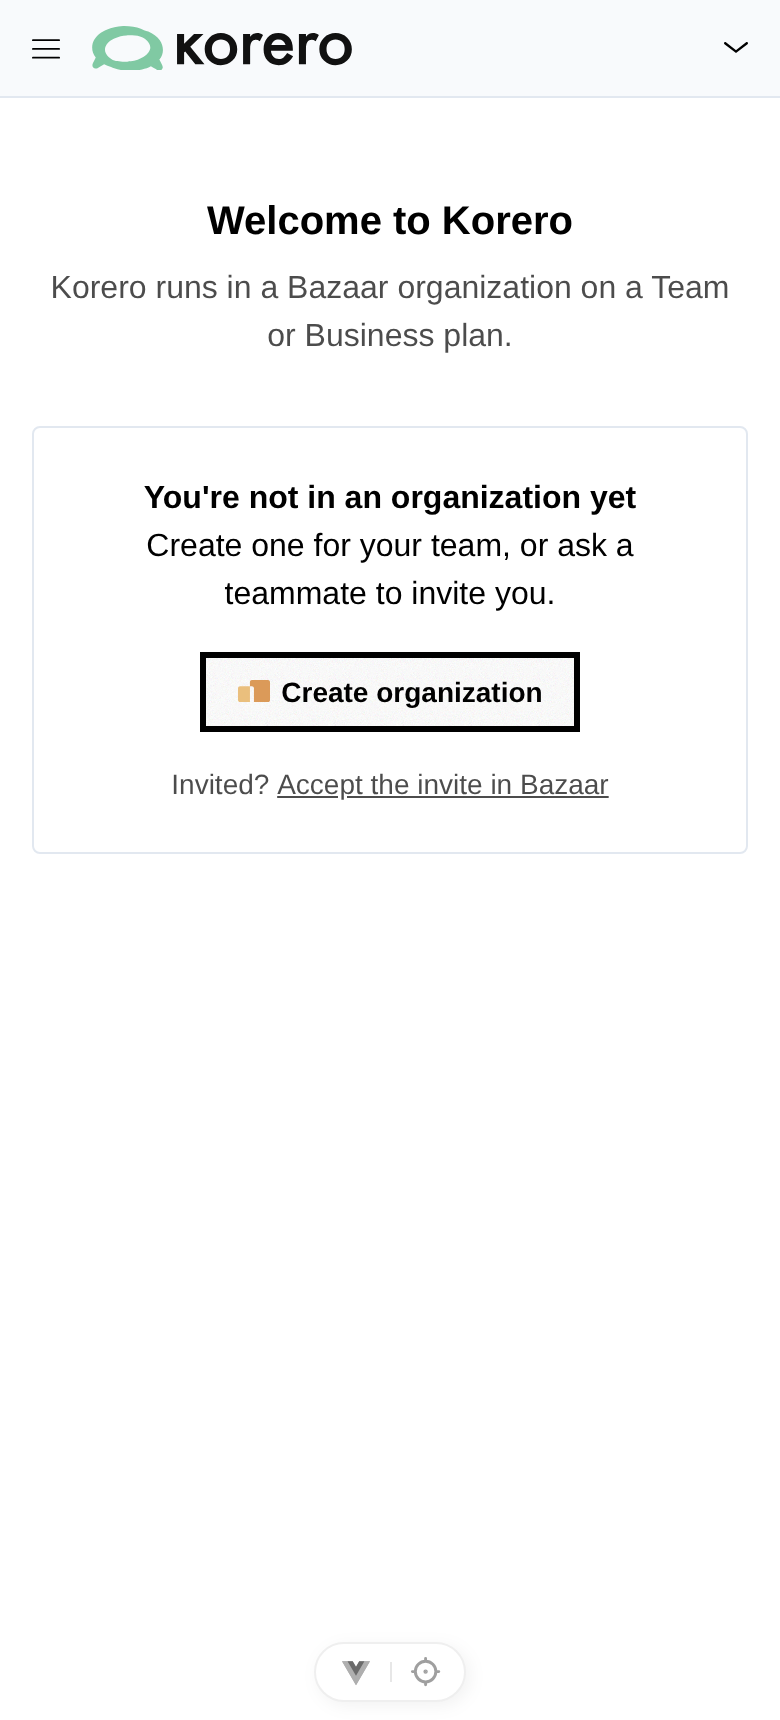 Korero
Welcome to Korero
Korero runs in a Bazaar organization on a Team
or Business plan.
You're not in an organization yet
Create one for your team, or ask a
teammate to invite you.
Create organization
Invited? Accept the invite in Bazaar